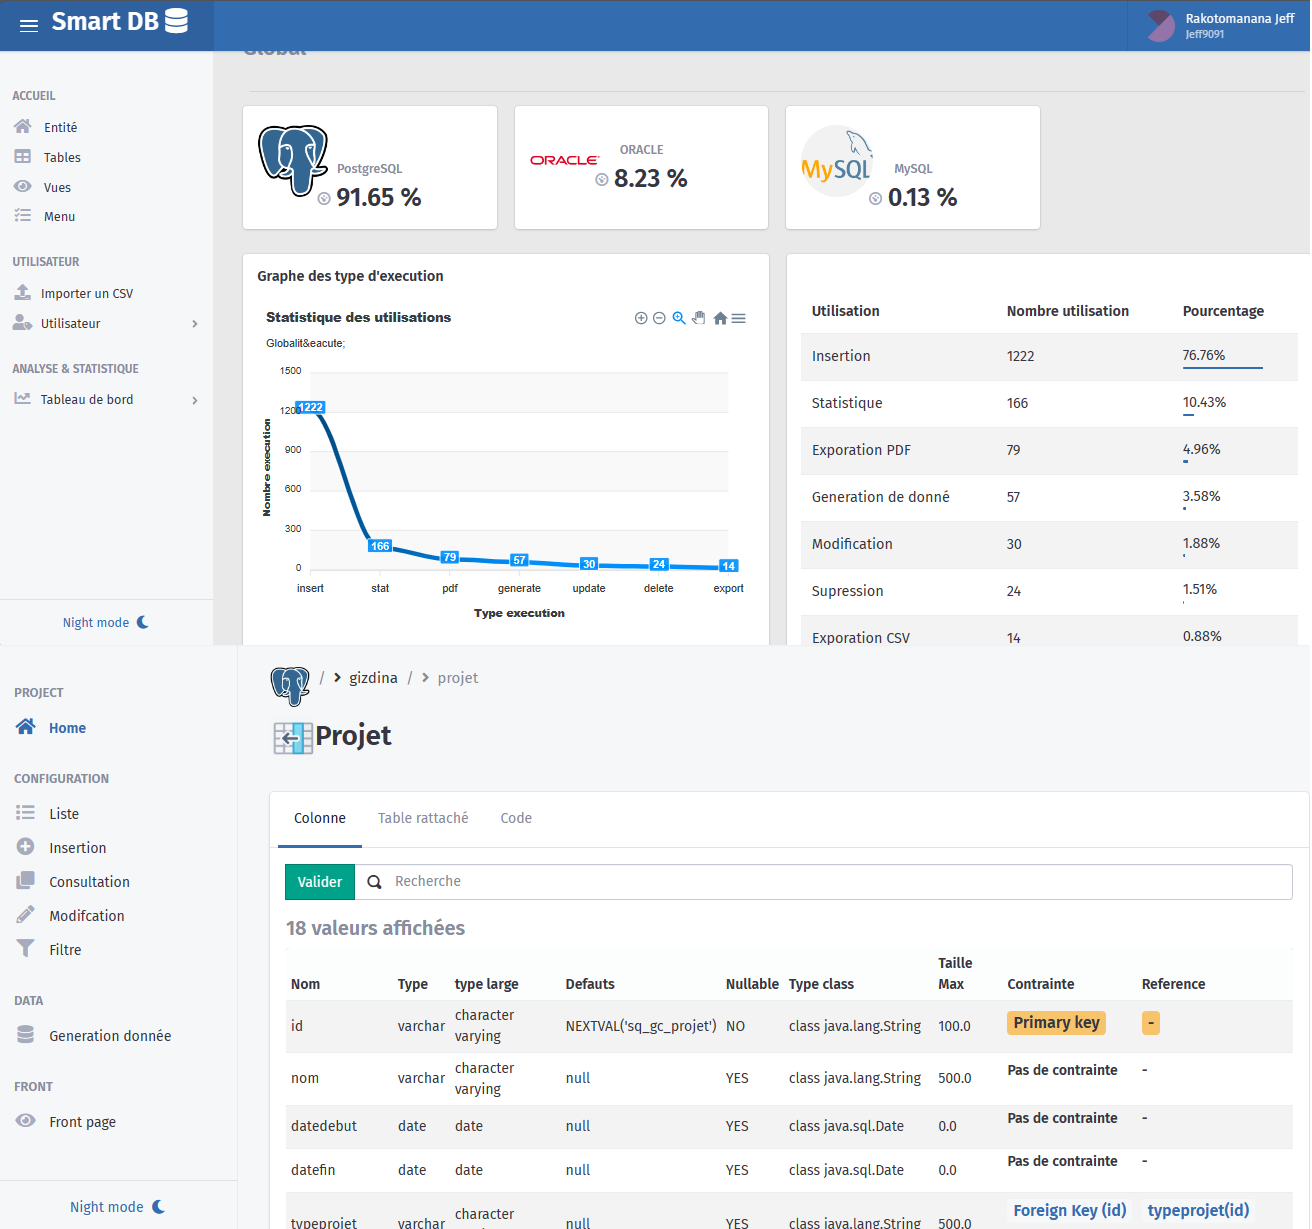 Smart DB
Rakotomanana Jeff
Jeff9091
Global
ACCUEIL
Entité
Tables
Vues
Menu
UTILISATEUR
Importer un CSV
Utilisateur
ANALYSE & STATISTIQUE
Tableau de bord
Night mode
PostgreSQL
91.65 %
ORACLE
ORACLE
8.23 %
MySQL
MySQL
0.13 %
Graphe des type d'execution
Statistique des utilisations
Globalit&eacute;
Nombre execution
1500
1200
900
600
300
0
1222
166
79
57
30
24
14
insert stat pdf generate update delete export
Type execution
Utilisation Nombre utilisation Pourcentage
Insertion 1222 76.76%
Statistique 166 10.43%
Exporation PDF 79 4.96%
Generation de donné 57 3.58%
Modification 30 1.88%
Supression 24 1.51%
Exporation CSV 14 0.88%
PROJECT
Home
CONFIGURATION
Liste
Insertion
Consultation
Modifcation
Filtre
DATA
Generation donnée
FRONT
Front page
Night mode
/ > gizdina / > projet
Projet
Colonne Table rattaché Code
Valider Recherche
18 valeurs affichées
Nom Type type large Defauts Nullable Type class Taille Max Contrainte Reference
id varchar character varying NEXTVAL('sq_gc_projet') NO class java.lang.String 100.0 Primary key -
nom varchar character varying null YES class java.lang.String 500.0 Pas de contrainte -
datedebut date date null YES class java.sql.Date 0.0 Pas de contrainte -
datefin date date null YES class java.sql.Date 0.0 Pas de contrainte -
typeprojet varchar character null YES class java.lang.String 500.0 Foreign Key (id) typeprojet(id)